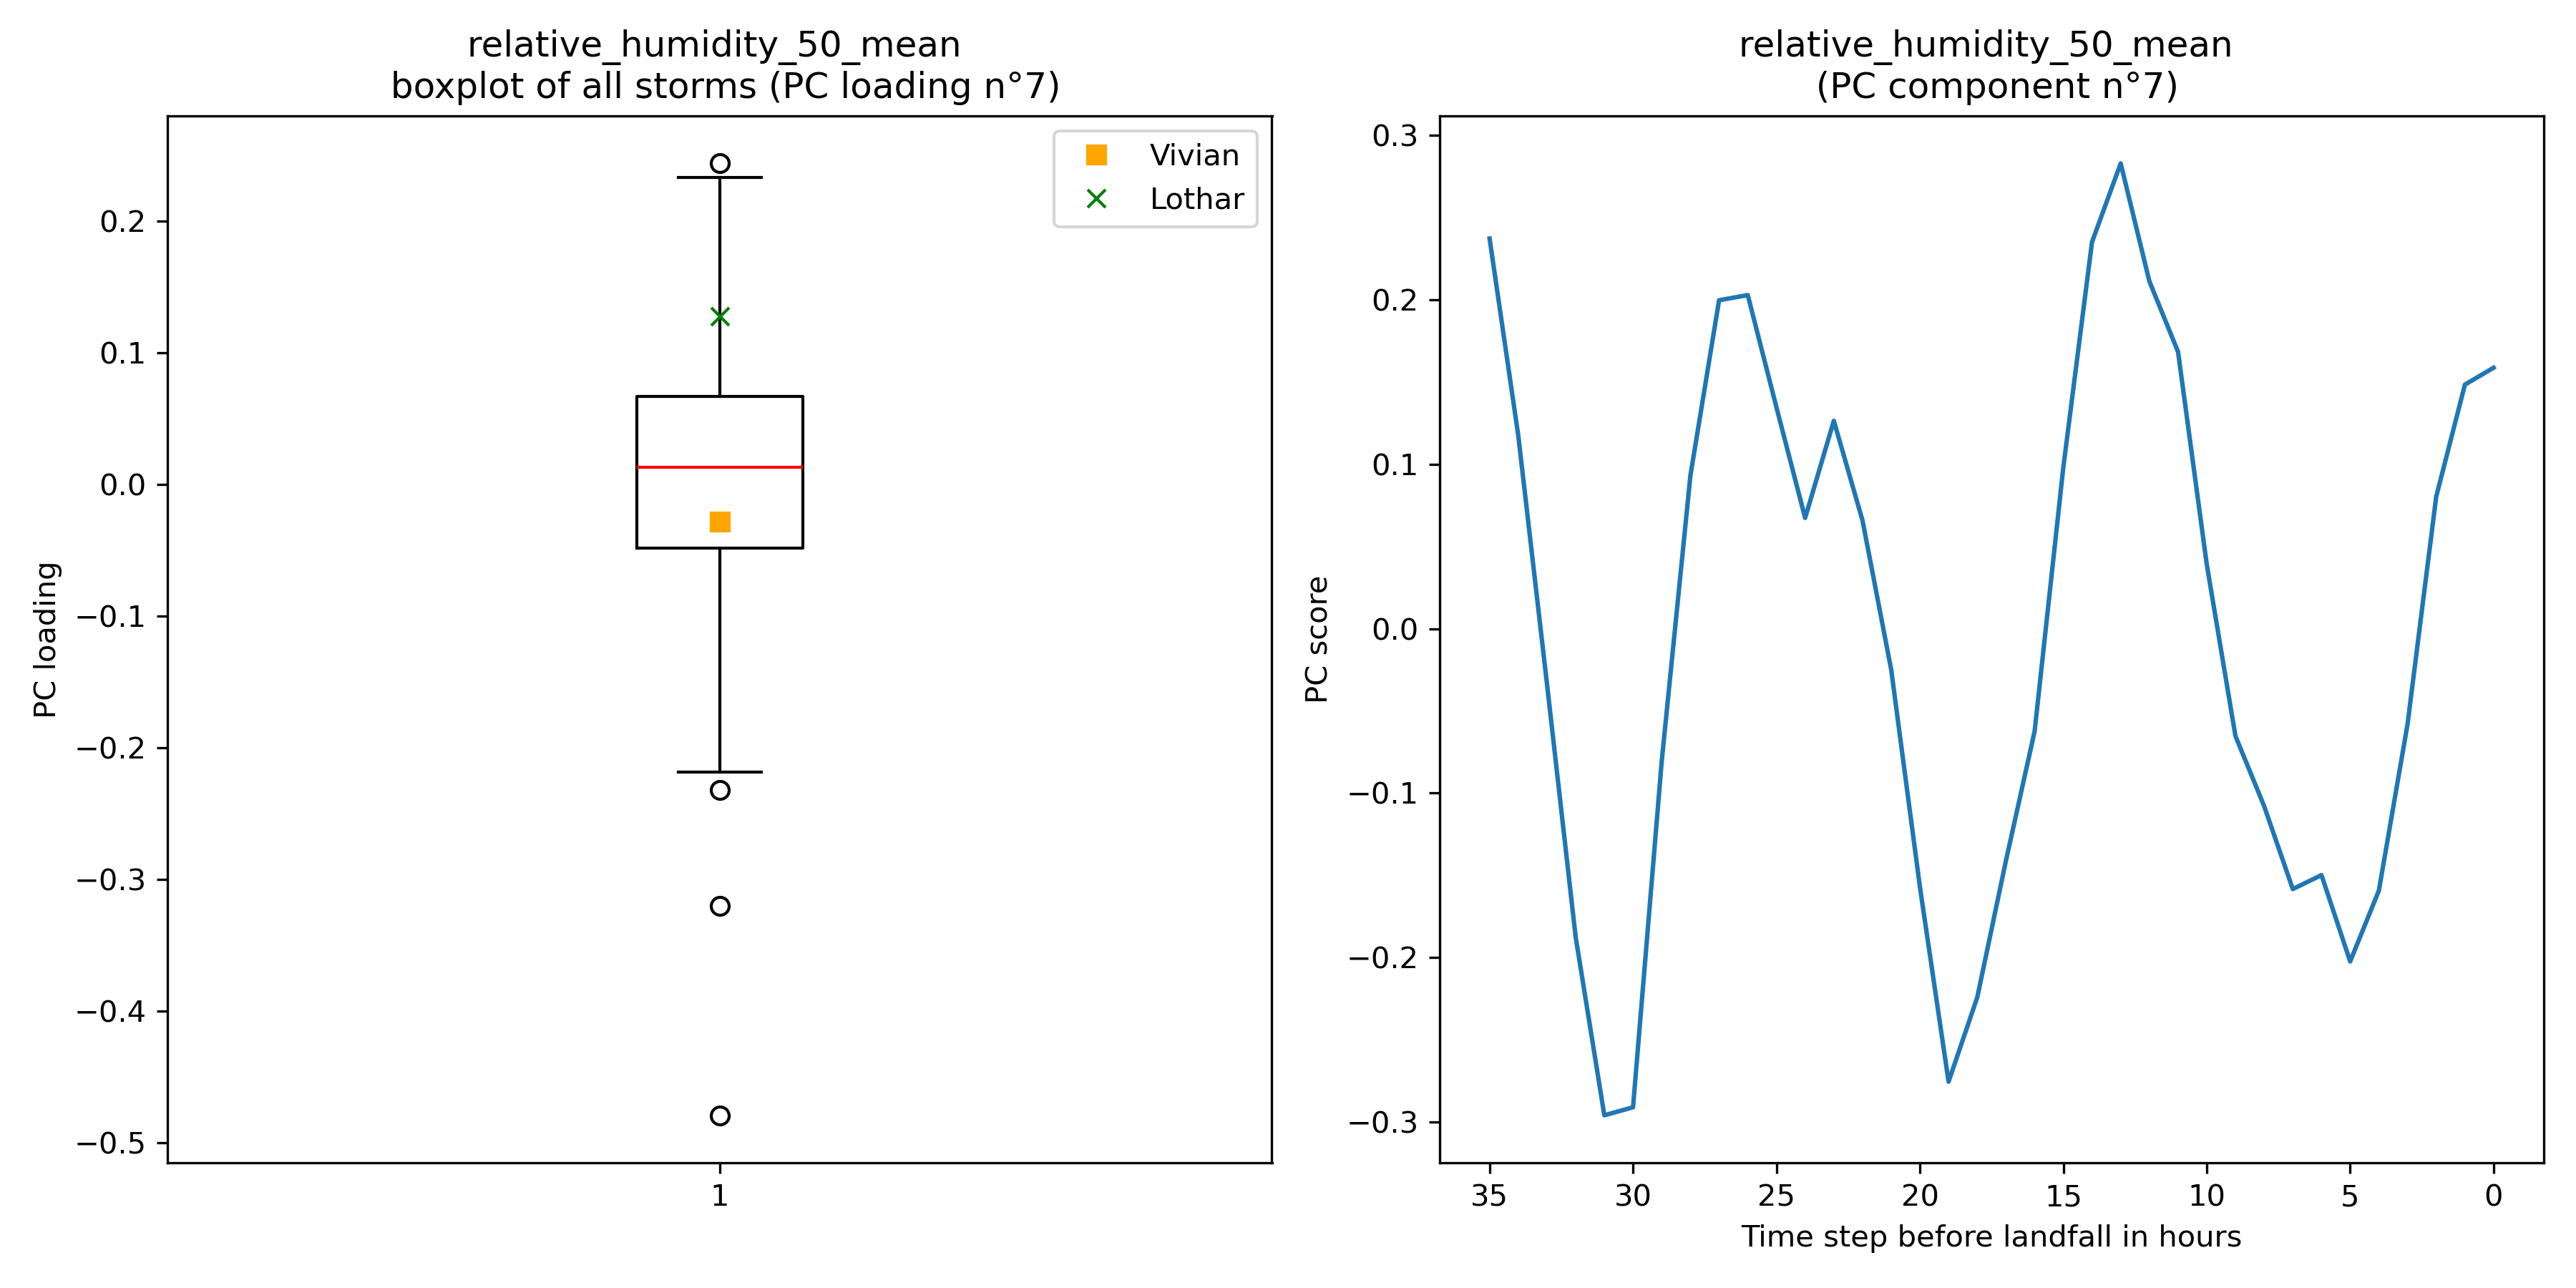 relative_humidity_50_mean
boxplot of all storms (PC loading n°7)
Vivian
Lothar
0.2
0.1
0.0
−0.1
−0.2
−0.3
−0.4
−0.5
PC loading
1
relative_humidity_50_mean
(PC component n°7)
0.3
0.2
0.1
0.0
−0.1
−0.2
−0.3
PC score
35 30 25 20 15 10 5 0
Time step before landfall in hours